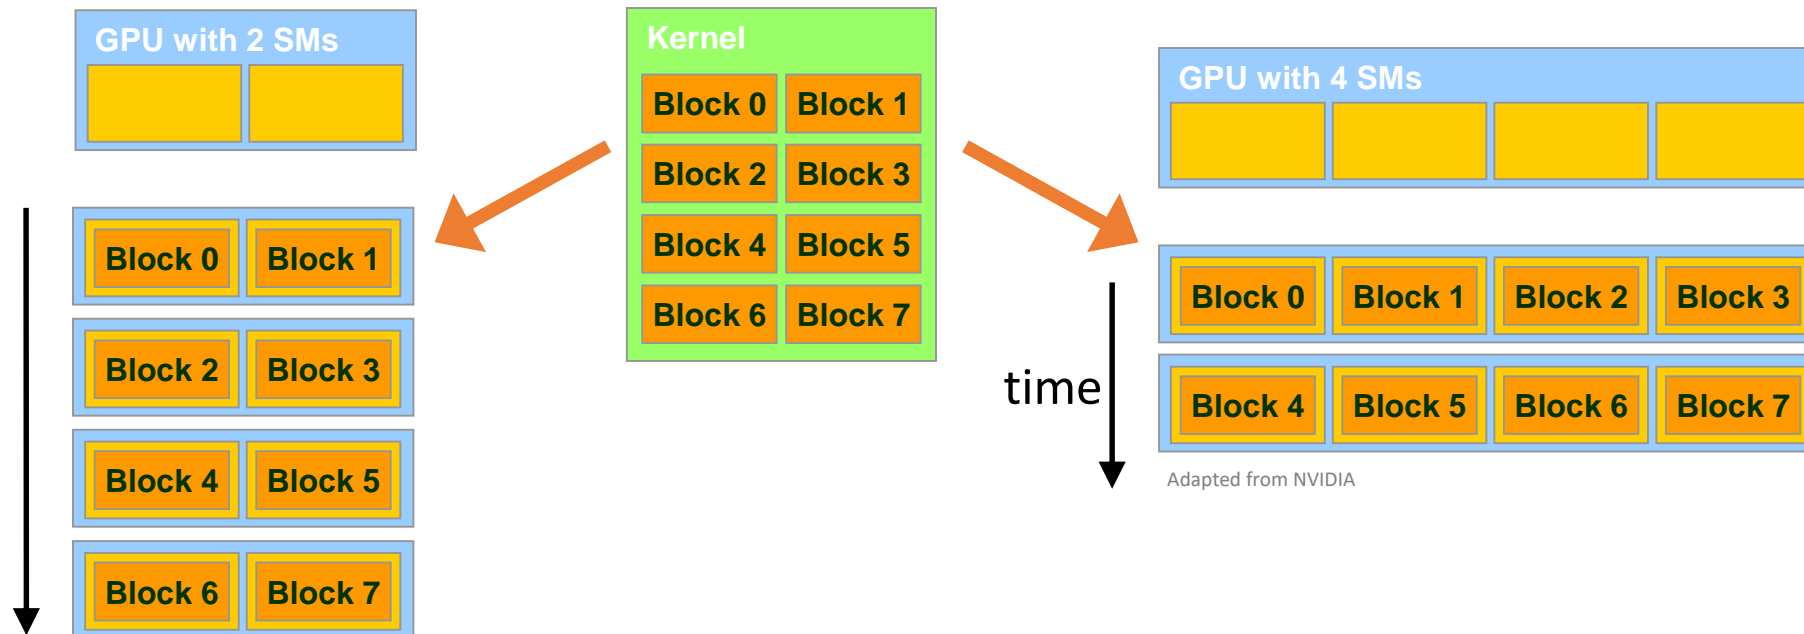 GPU with 2 SMs
Block 0 Block 1
Block 2 Block 3
Block 4 Block 5
Block 6 Block 7
Kernel
Block 0 Block 1
Block 2 Block 3
Block 4 Block 5
Block 6 Block 7
GPU with 4 SMs
time
Block 0 Block 1 Block 2 Block 3
Block 4 Block 5 Block 6 Block 7
Adapted from NVIDIA